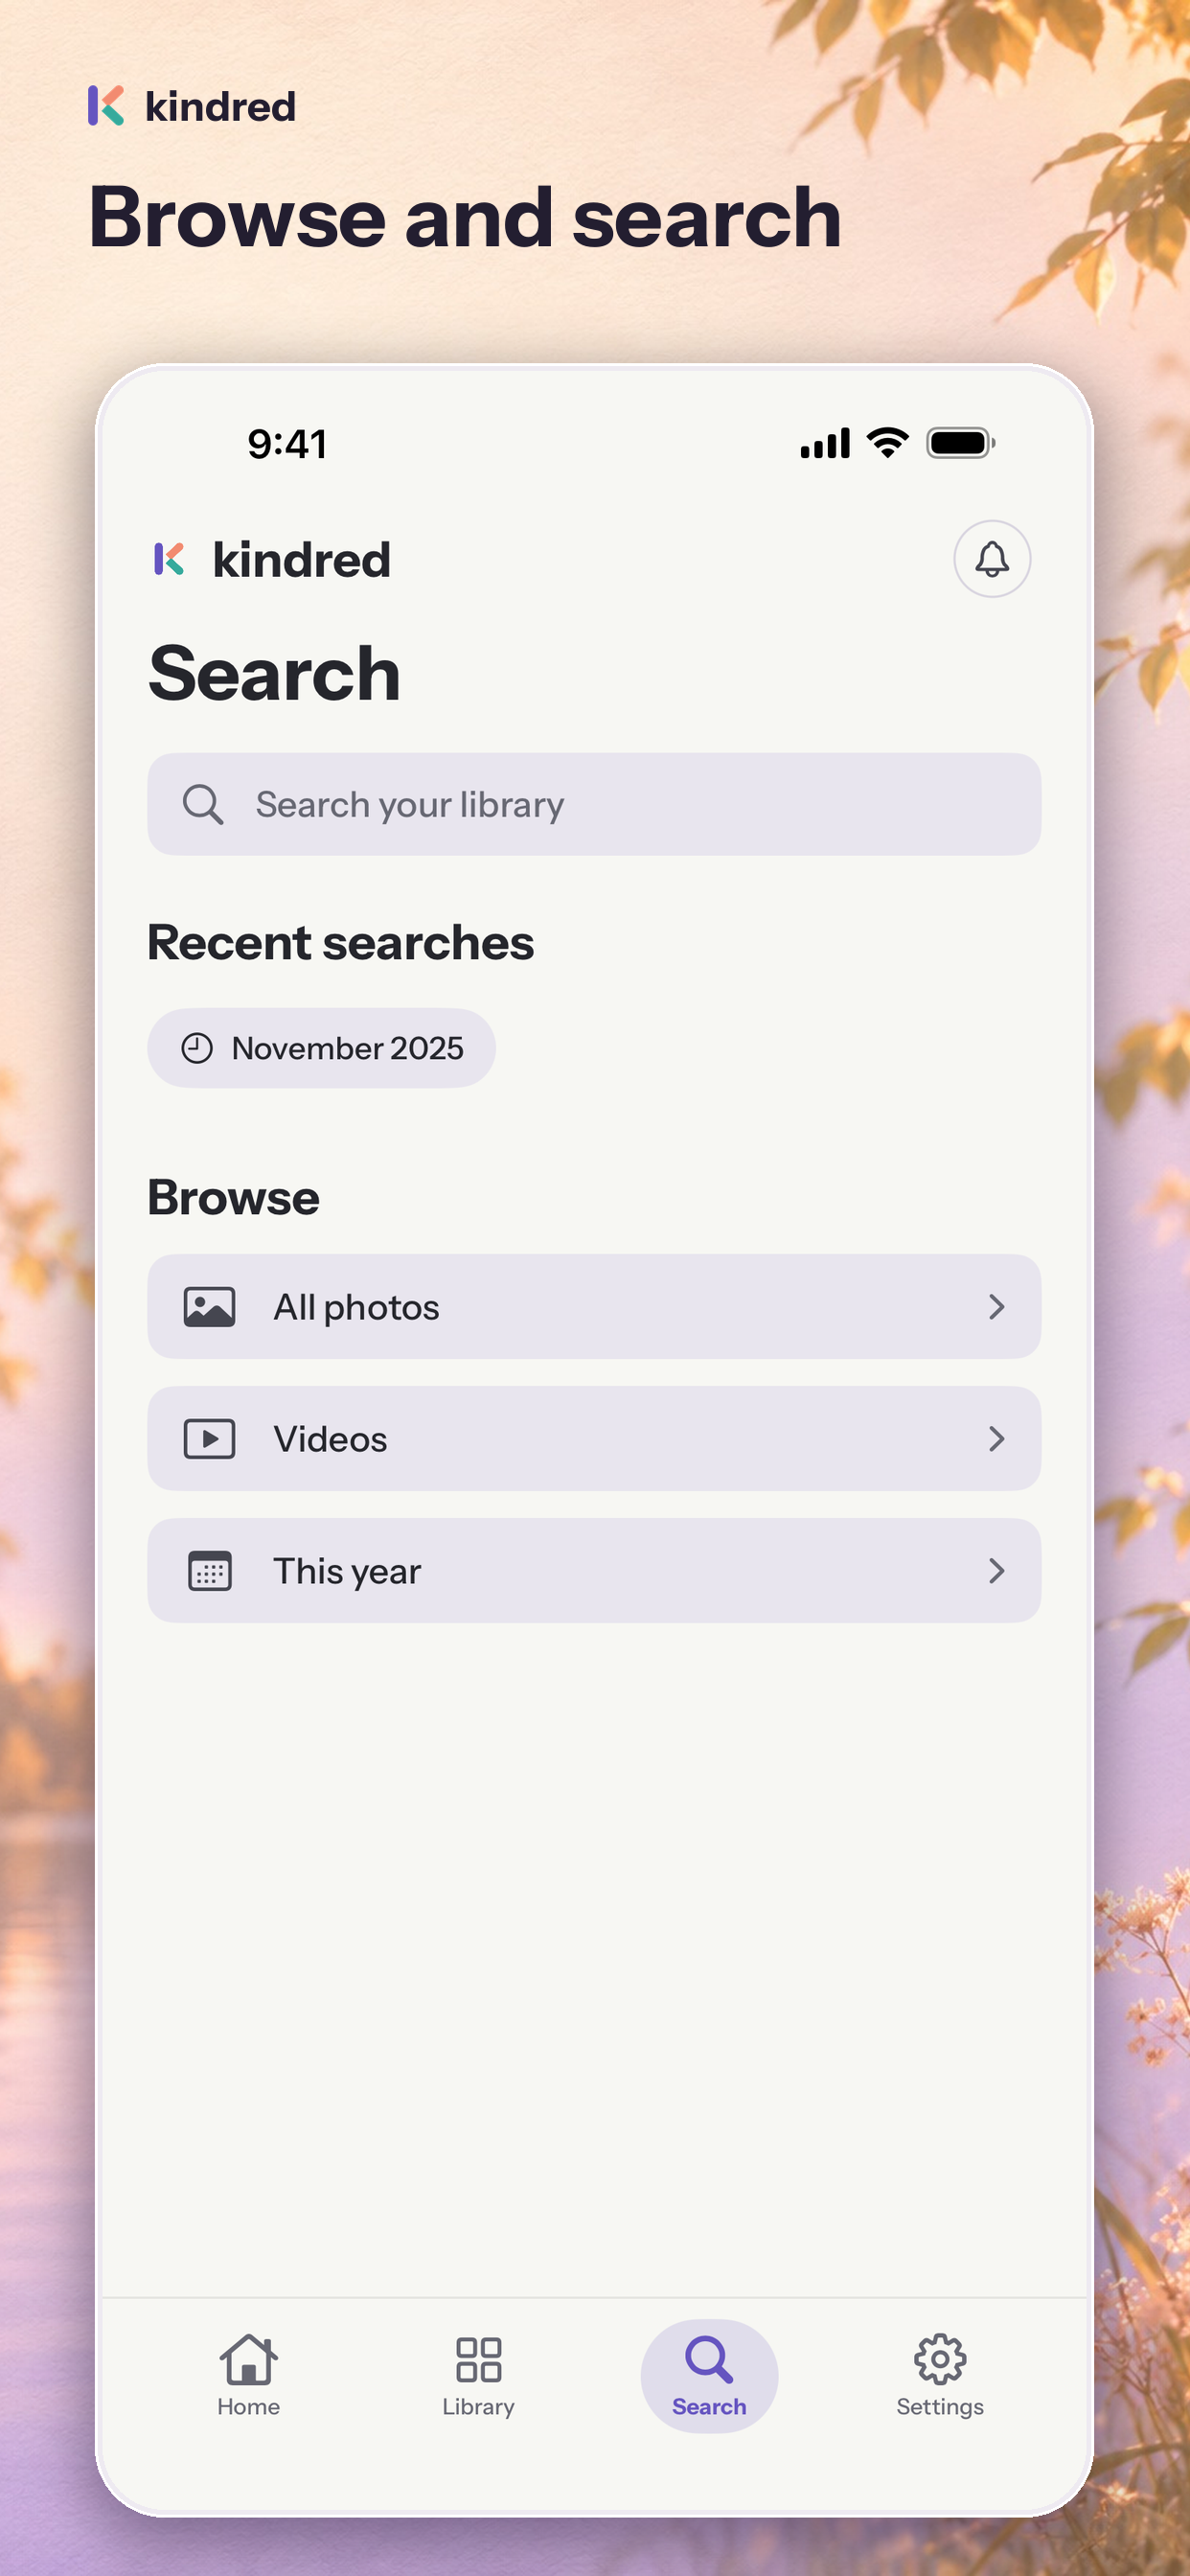 kindred
Browse and search
9:41
kindred
Search
Search your library
Recent searches
November 2025
Browse
All photos
Videos
This year
Home
Library
Search
Settings